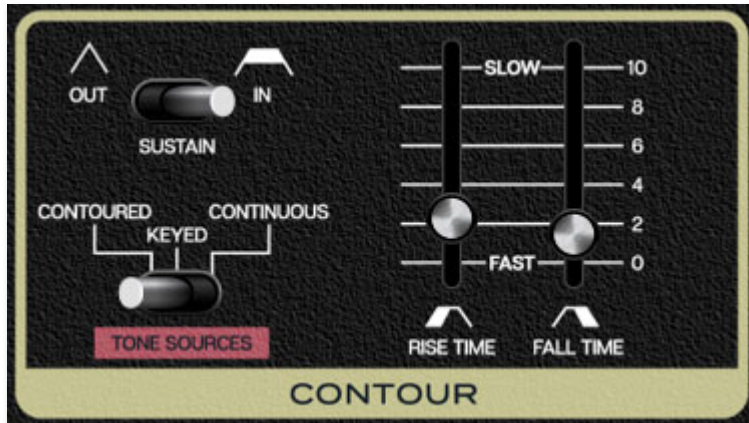 OUT
IN
SUSTAIN
CONTOURED
KEYED
CONTINUOUS
TONE SOURCES
SLOW 10
8
6
4
2
FAST 0
RISE TIME
FALL TIME
CONTOUR